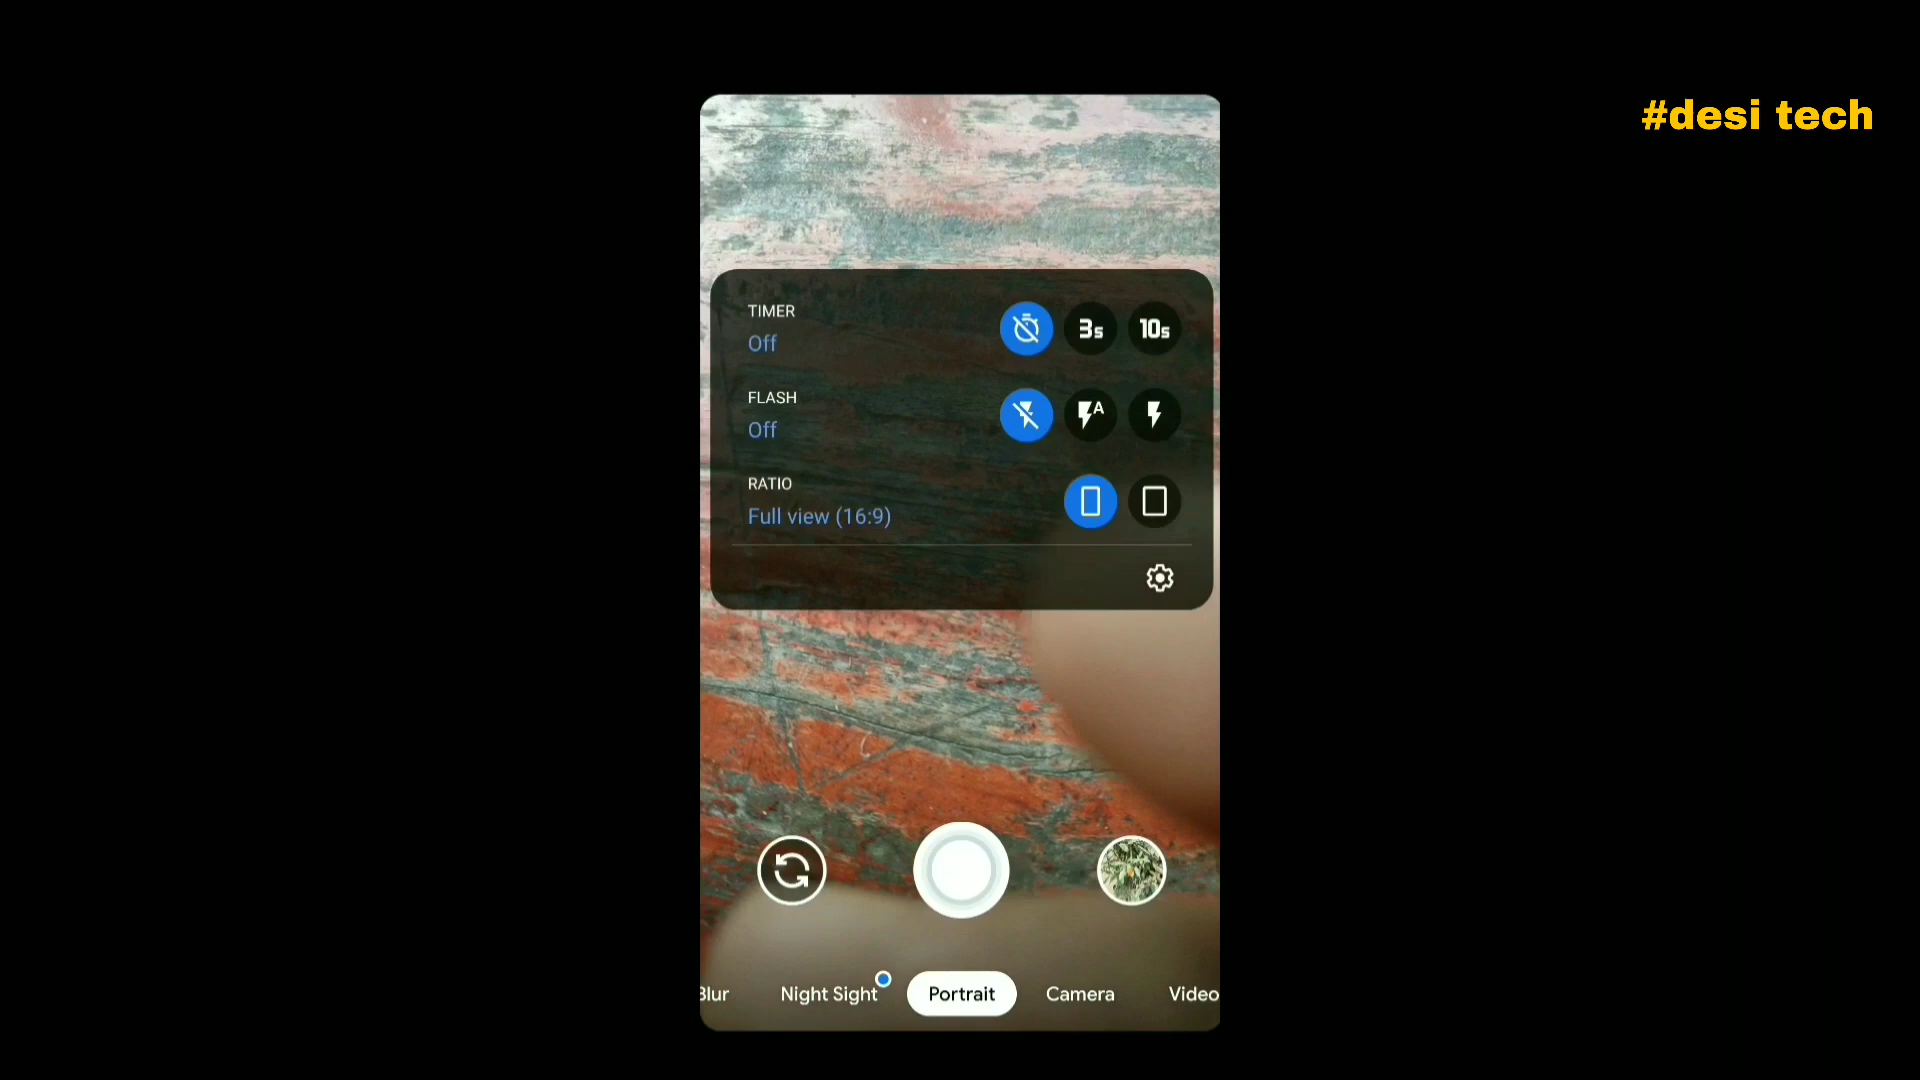 #desi tech
TIMER
Off
3s
10s
FLASH
Off
A
RATIO
Full view (16:9)
Blur
Night Sight
Portrait
Camera
Video